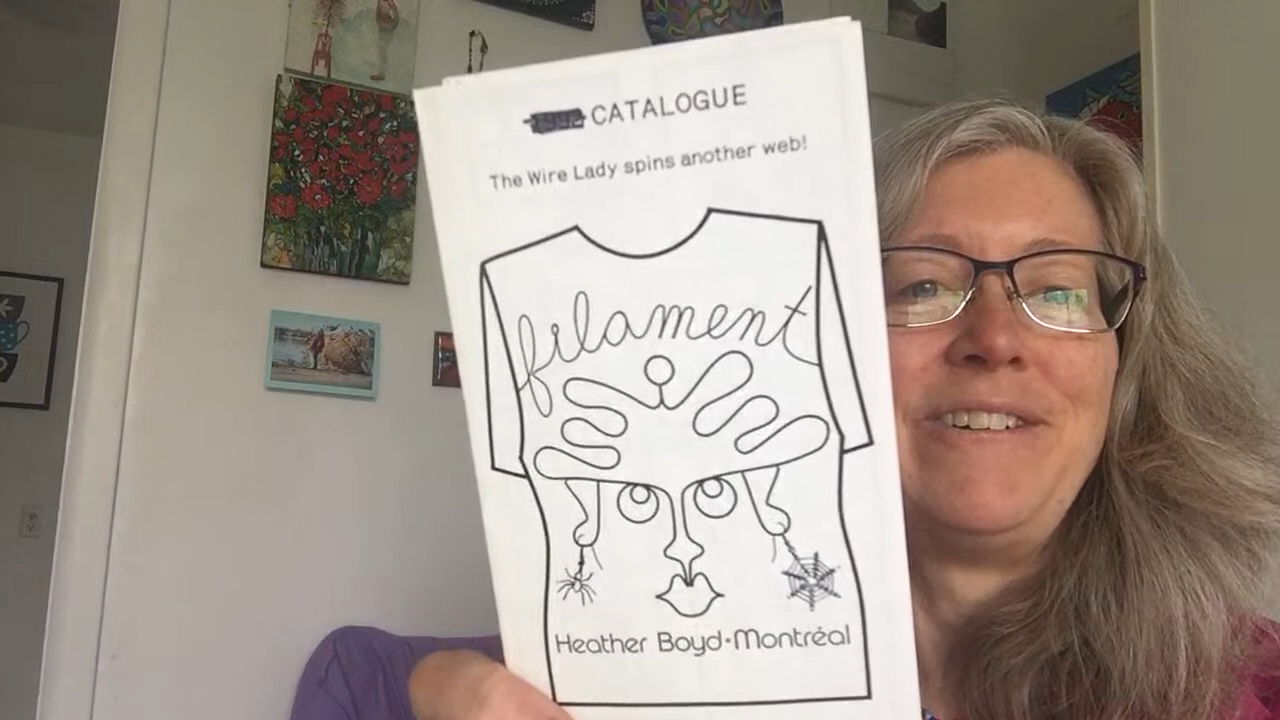 CATALOGUE
The Wire Lady spins another web!
filament
Heather Boyd·Montréal